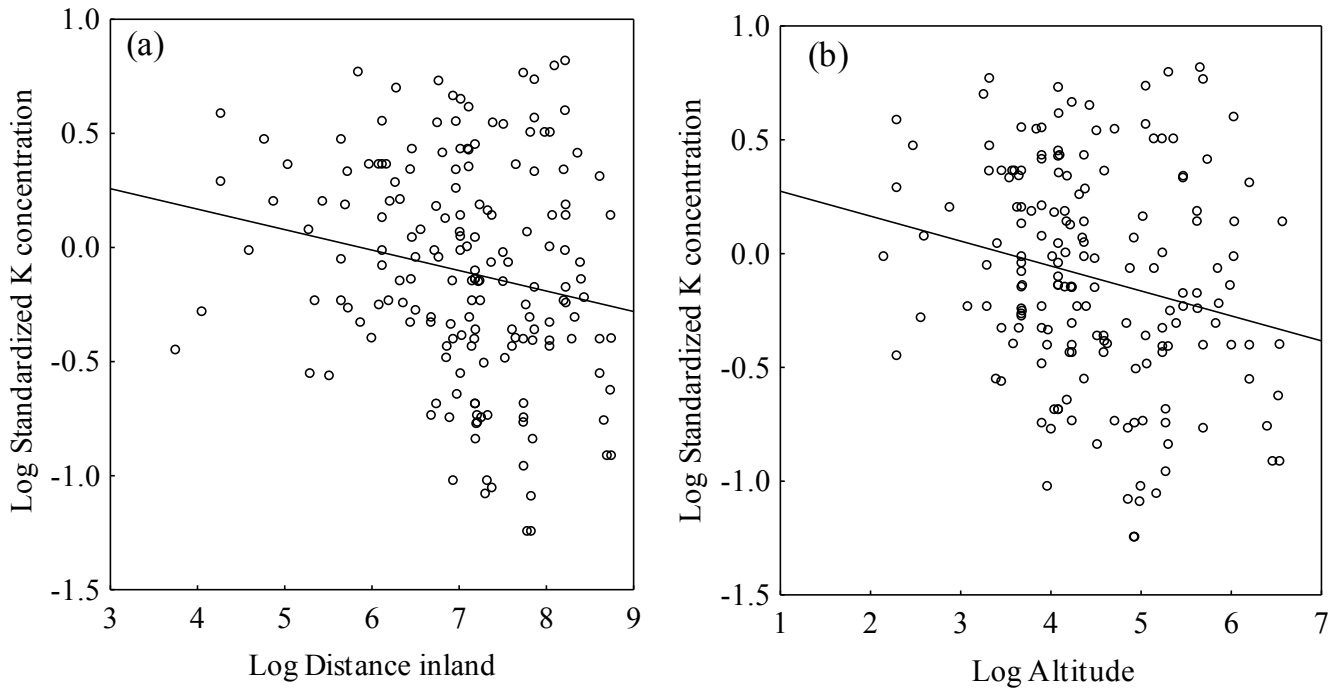 (a)
Log Standardized K concentration
1.0
0.5
0.0
-0.5
-1.0
-1.5
3 4 5 6 7 8 9
Log Distance inland
(b)
Log Standardized K concentration
1.0
0.5
0.0
-0.5
-1.0
-1.5
1 2 3 4 5 6 7
Log Altitude